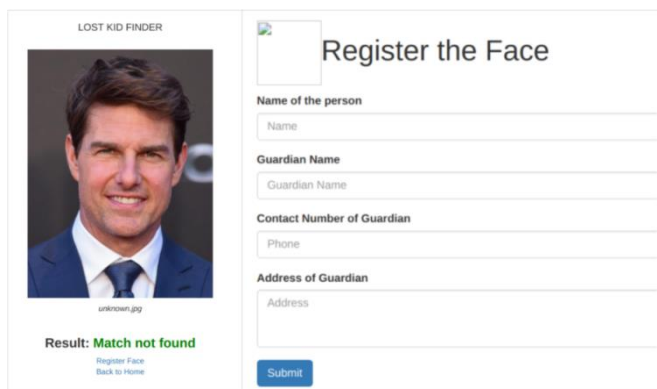 LOST KID FINDER
unknown.jpg
Result: Match not found
Register Face
Back to Home
Register the Face
Name of the person
Name
Guardian Name
Guardian Name
Contact Number of Guardian
Phone
Address of Guardian
Address
Submit